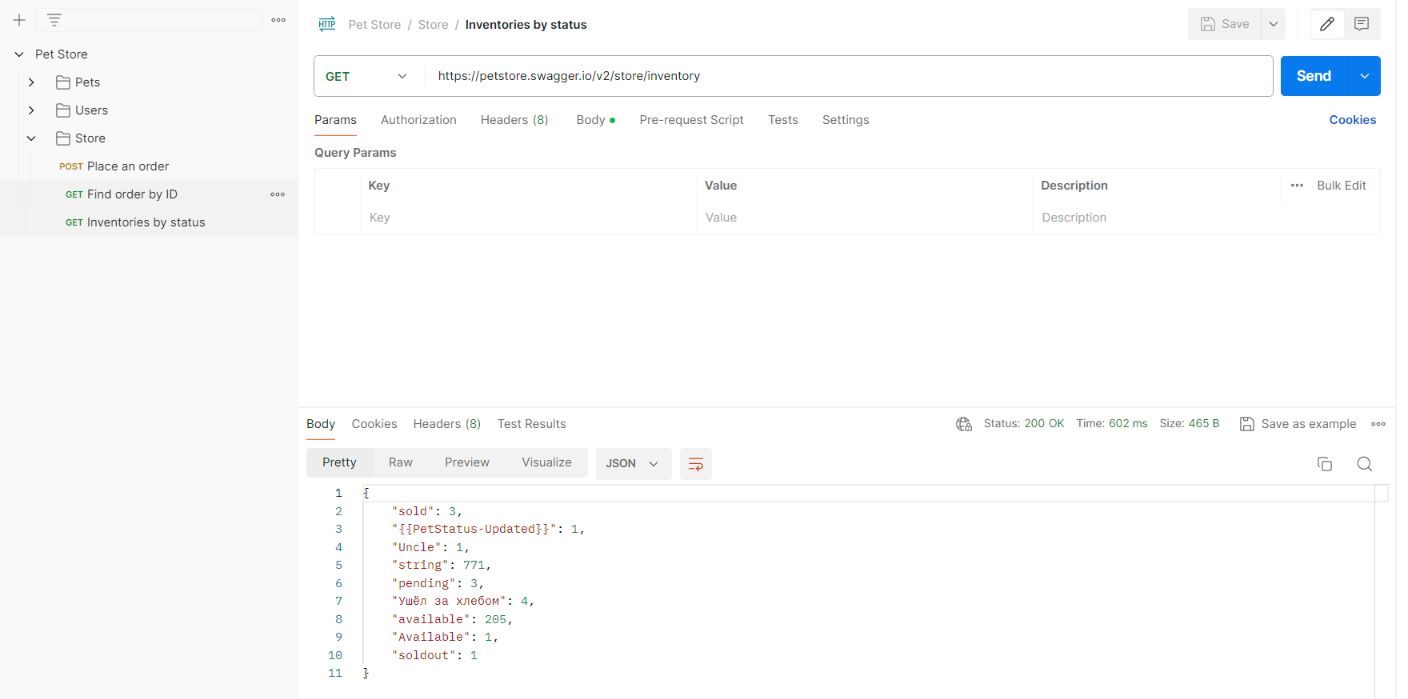 Pet Store
Pets
Users
Store
POST Place an order
GET Find order by ID
GET Inventories by status
HTTP Pet Store / Store / Inventories by status
Save
GET https://petstore.swagger.io/v2/store/inventory
Send
Params Authorization Headers (8) Body Pre-request Script Tests Settings Cookies
Query Params
Key Value Description Bulk Edit
Key Value Description
Body Cookies Headers (8) Test Results Status: 200 OK Time: 602 ms Size: 465 B Save as example
Pretty Raw Preview Visualize JSON
1 {
2 "sold": 3,
3 "{{PetStatus-Updated}}": 1,
4 "Uncle": 1,
5 "string": 771,
6 "pending": 3,
7 "Ушёл за хлебом": 4,
8 "available": 205,
9 "Available": 1,
10 "soldout": 1
11 }